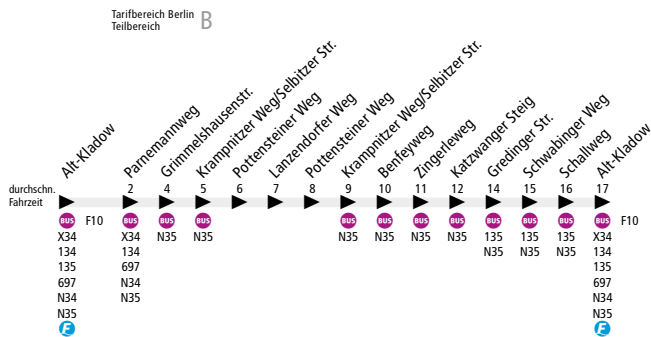 Tarifbereich Berlin
Teilbereich B
Alt-Kladow
Parnemannweg
Grimmelshausenstr.
Krampnitzer Weg/Selbitzer Str.
Pottensteiner Weg
Lanzendorfer Weg
Pottensteiner Weg
Krampnitzer Weg/Selbitzer Str.
Benfeyweg
Zingerleweg
Katzwanger Steig
Gredinger Str.
Schwabinger Weg
Schallweg
Alt-Kladow
durchschn. 2 4 5 6 7 8 9 10 11 12 14 15 16 17
Fahrzeit
BUS F10 BUS BUS BUS BUS BUS BUS BUS BUS BUS BUS BUS F10
X34 X34 N35 N35 N35 N35 N35 N35 135 135 135 X34
134 134 N35 N35 N35 134
135 697 135
697 N34 697
N34 N35 N34
N35 N35
F F